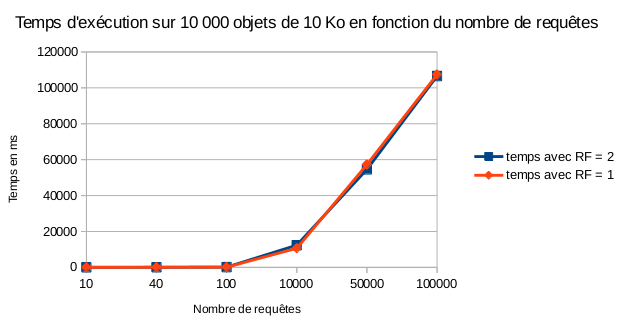 Temps d'exécution sur 10 000 objets de 10 Ko en fonction du nombre de requêtes
120000
100000
80000
60000
40000
20000
0
Temps en ms
10 40 100 10000 50000 100000
Nombre de requêtes
temps avec RF = 2
temps avec RF = 1